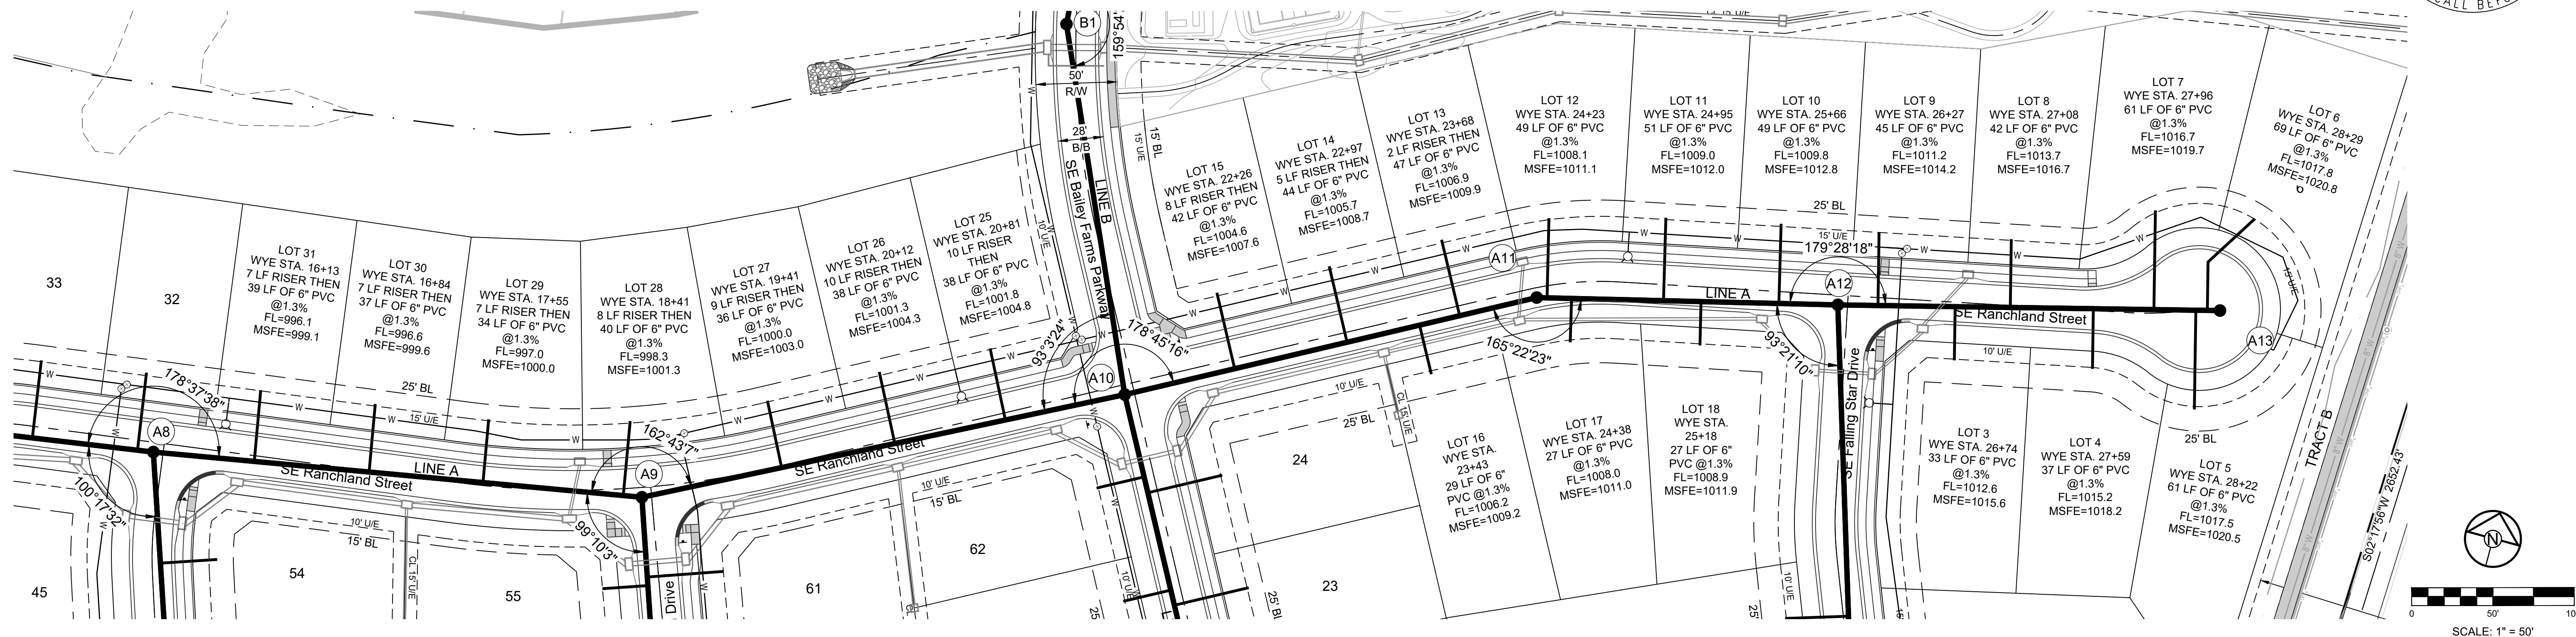 CALL BEFO
B1
159°54'
CL 15' U/E
50'
R/W
28'
B/B
15' U/E
15' BL
SE Bailey Farms Parkway
LINE B
10' U/E
33
32
LOT 31
WYE STA. 16+13
7 LF RISER THEN
39 LF OF 6" PVC
@1.3%
FL=996.1
MSFE=999.1
LOT 30
WYE STA. 16+84
7 LF RISER THEN
37 LF OF 6" PVC
@1.3%
FL=996.6
MSFE=999.6
LOT 29
WYE STA. 17+55
7 LF RISER THEN
34 LF OF 6" PVC
@1.3%
FL=997.0
MSFE=1000.0
LOT 28
WYE STA. 18+41
8 LF RISER THEN
40 LF OF 6" PVC
@1.3%
FL=998.3
MSFE=1001.3
LOT 27
WYE STA. 19+41
9 LF RISER THEN
36 LF OF 6" PVC
@1.3%
FL=1000.0
MSFE=1003.0
LOT 26
WYE STA. 20+12
10 LF RISER THEN
38 LF OF 6" PVC
@1.3%
FL=1001.3
MSFE=1004.3
LOT 25
WYE STA. 20+81
10 LF RISER
THEN
38 LF OF 6" PVC
@1.3%
FL=1001.8
MSFE=1004.8
LOT 15
WYE STA. 22+26
8 LF RISER THEN
42 LF OF 6" PVC
@1.3%
FL=1004.6
MSFE=1007.6
LOT 14
WYE STA. 22+97
5 LF RISER THEN
44 LF OF 6" PVC
@1.3%
FL=1005.7
MSFE=1008.7
LOT 13
WYE STA. 23+68
2 LF RISER THEN
47 LF OF 6" PVC
@1.3%
FL=1006.9
MSFE=1009.9
LOT 12
WYE STA. 24+23
49 LF OF 6" PVC
@1.3%
FL=1008.1
MSFE=1011.1
LOT 11
WYE STA. 24+95
51 LF OF 6" PVC
@1.3%
FL=1009.0
MSFE=1012.0
LOT 10
WYE STA. 25+66
49 LF OF 6" PVC
@1.3%
FL=1009.8
MSFE=1012.8
LOT 9
WYE STA. 26+27
45 LF OF 6" PVC
@1.3%
FL=1011.2
MSFE=1014.2
LOT 8
WYE STA. 27+08
42 LF OF 6" PVC
@1.3%
FL=1013.7
MSFE=1016.7
LOT 7
WYE STA. 27+96
61 LF OF 6" PVC
@1.3%
FL=1016.7
MSFE=1019.7
LOT 6
WYE STA. 28+29
69 LF OF 6" PVC
@1.3%
FL=1017.8
MSFE=1020.8
25' BL
15' U/E
178°37'38"
A8
100°17'32"
25' BL
15' U/E
SE Ranchland Street
LINE A
162°43'7"
A9
99°10'3"
SE Ranchland Street
93°3'24"
178°45'16"
A10
A11
165°22'23"
LINE A
179°28'18"
A12
93°21'10"
SE Ranchland Street
A13
15' U/E
10' U/E
25' BL
SE Falling Star Drive
TRACT B
8"W
S02°17'56"W 2652.43'
45
54
10' U/E
15' BL
CL 15' U/E
55
Drive
61
10' U/E
15' BL
62
10' U/E
25'
24
25' BL
10' U/E
CL 15' U/E
23
25' BL
LOT 16
WYE STA.
23+43
29 LF OF 6"
PVC @1.3%
FL=1006.2
MSFE=1009.2
LOT 17
WYE STA. 24+38
27 LF OF 6" PVC
@1.3%
FL=1008.0
MSFE=1011.0
LOT 18
WYE STA.
25+18
27 LF OF 6"
PVC @1.3%
FL=1008.9
MSFE=1011.9
10' U/E
25'
15'
LOT 3
WYE STA. 26+74
33 LF OF 6" PVC
@1.3%
FL=1012.6
MSFE=1015.6
LOT 4
WYE STA. 27+59
37 LF OF 6" PVC
@1.3%
FL=1015.2
MSFE=1018.2
LOT 5
WYE STA. 28+22
61 LF OF 6" PVC
@1.3%
FL=1017.5
MSFE=1020.5
N
0 50' 10
SCALE: 1" = 50'